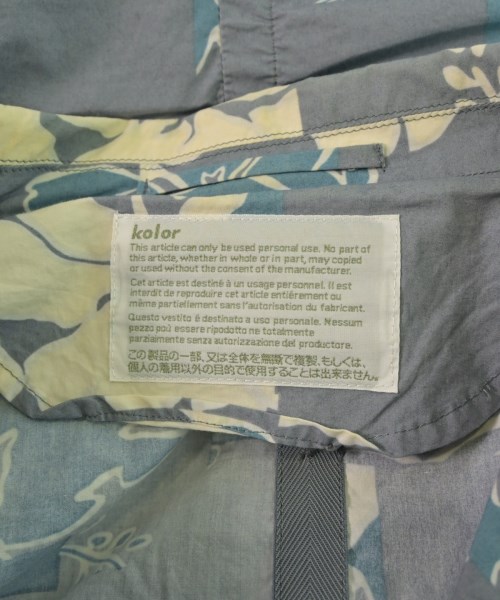 kolor
This article can only be used personal use. No part of
this article, whether in whole or in part, may copied
or used without the consent of the manufacturer.
Cet article est destiné à un usage personnel. Il est
interdit de reproduire cet article entiérement ou
même partiellement sans l'autorisation du fabricant.
Questo vestito è destinato a uso personale. Nessum
pezzo può essere ripodotto ne totalmente
parziamente senza autorizzazione del produttore.
この製品の一部、又は全体を無断で複製、もしくは、
個人の着用以外の目的で使用することは出来ません。